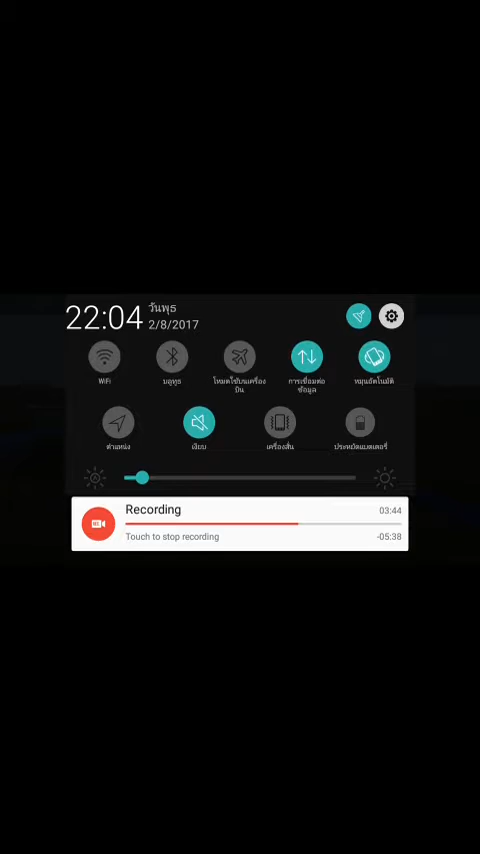 22:04
วันพุธ
2/8/2017
WiFi
บลูทูธ
โหมดใช้บนเครื่อง
บิน
การเชื่อมต่อ
ข้อมูล
หมุนอัตโนมัติ
ตำแหน่ง
เงียบ
เครื่องสั่น
ประหยัดแบตเตอรี่
Recording
03:44
Touch to stop recording
-05:38